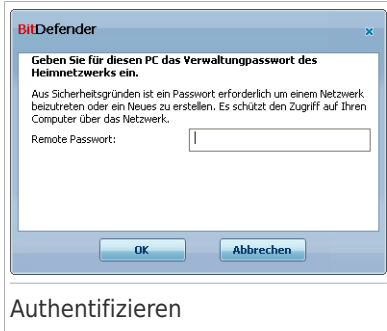 BitDefender
x
Geben Sie für diesen PC das Verwaltungpasswort des
Heimnetzwerks ein.
Aus Sicherheitsgründen ist ein Passwort erforderlich um einem Netzwerk
beizutreten oder ein Neues zu erstellen. Es schützt den Zugriff auf Ihren
Computer über das Netzwerk.
Remote Passwort:
OK Abbrechen
Authentifizieren